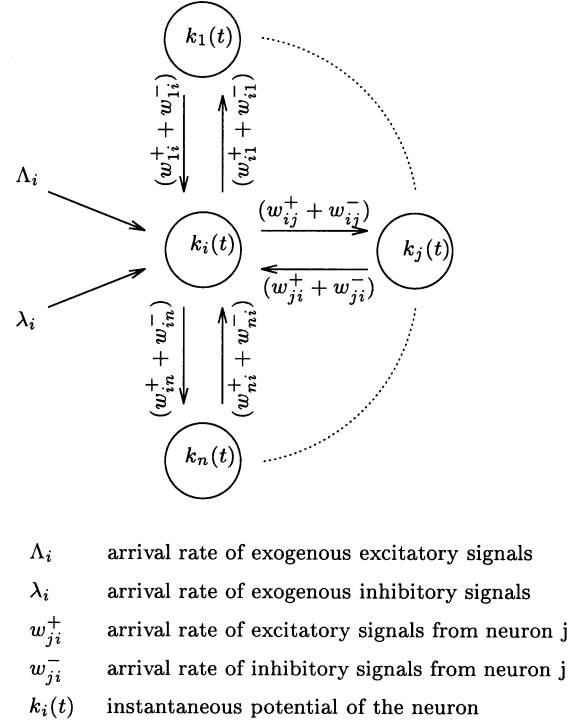 k₁(t)
(w⁺₁ᵢ + w⁻₁ᵢ)
(w⁺ᵢ₁ + w⁻ᵢ₁)
Λᵢ
(w⁺ᵢⱼ + w⁻ᵢⱼ)
kᵢ(t)
kⱼ(t)
(w⁺ⱼᵢ + w⁻ⱼᵢ)
λᵢ
(w⁺ᵢₙ + w⁻ᵢₙ)
(w⁺ₙᵢ + w⁻ₙᵢ)
kₙ(t)
Λᵢ arrival rate of exogenous excitatory signals
λᵢ arrival rate of exogenous inhibitory signals
w⁺ⱼᵢ arrival rate of excitatory signals from neuron j
w⁻ⱼᵢ arrival rate of inhibitory signals from neuron j
kᵢ(t) instantaneous potential of the neuron